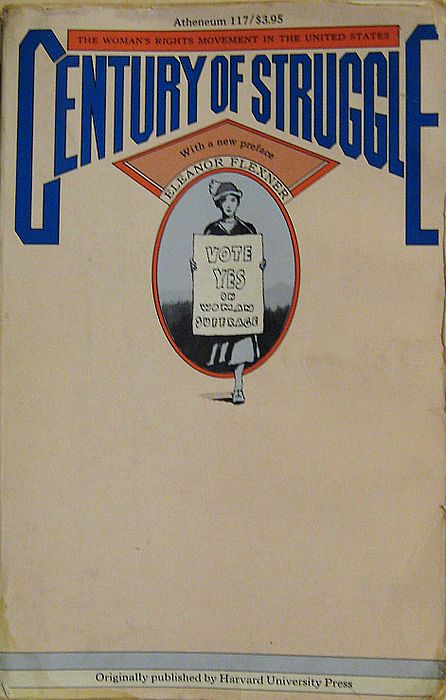 Atheneum 117/$3.95
THE WOMAN'S RIGHTS MOVEMENT IN THE UNITED STATES
CENTURY OF STRUGGLE
With a new preface
ELEANOR FLEXNER
VOTE
YES
ON
WOMAN
SUFFRAGE
Originally published by Harvard University Press